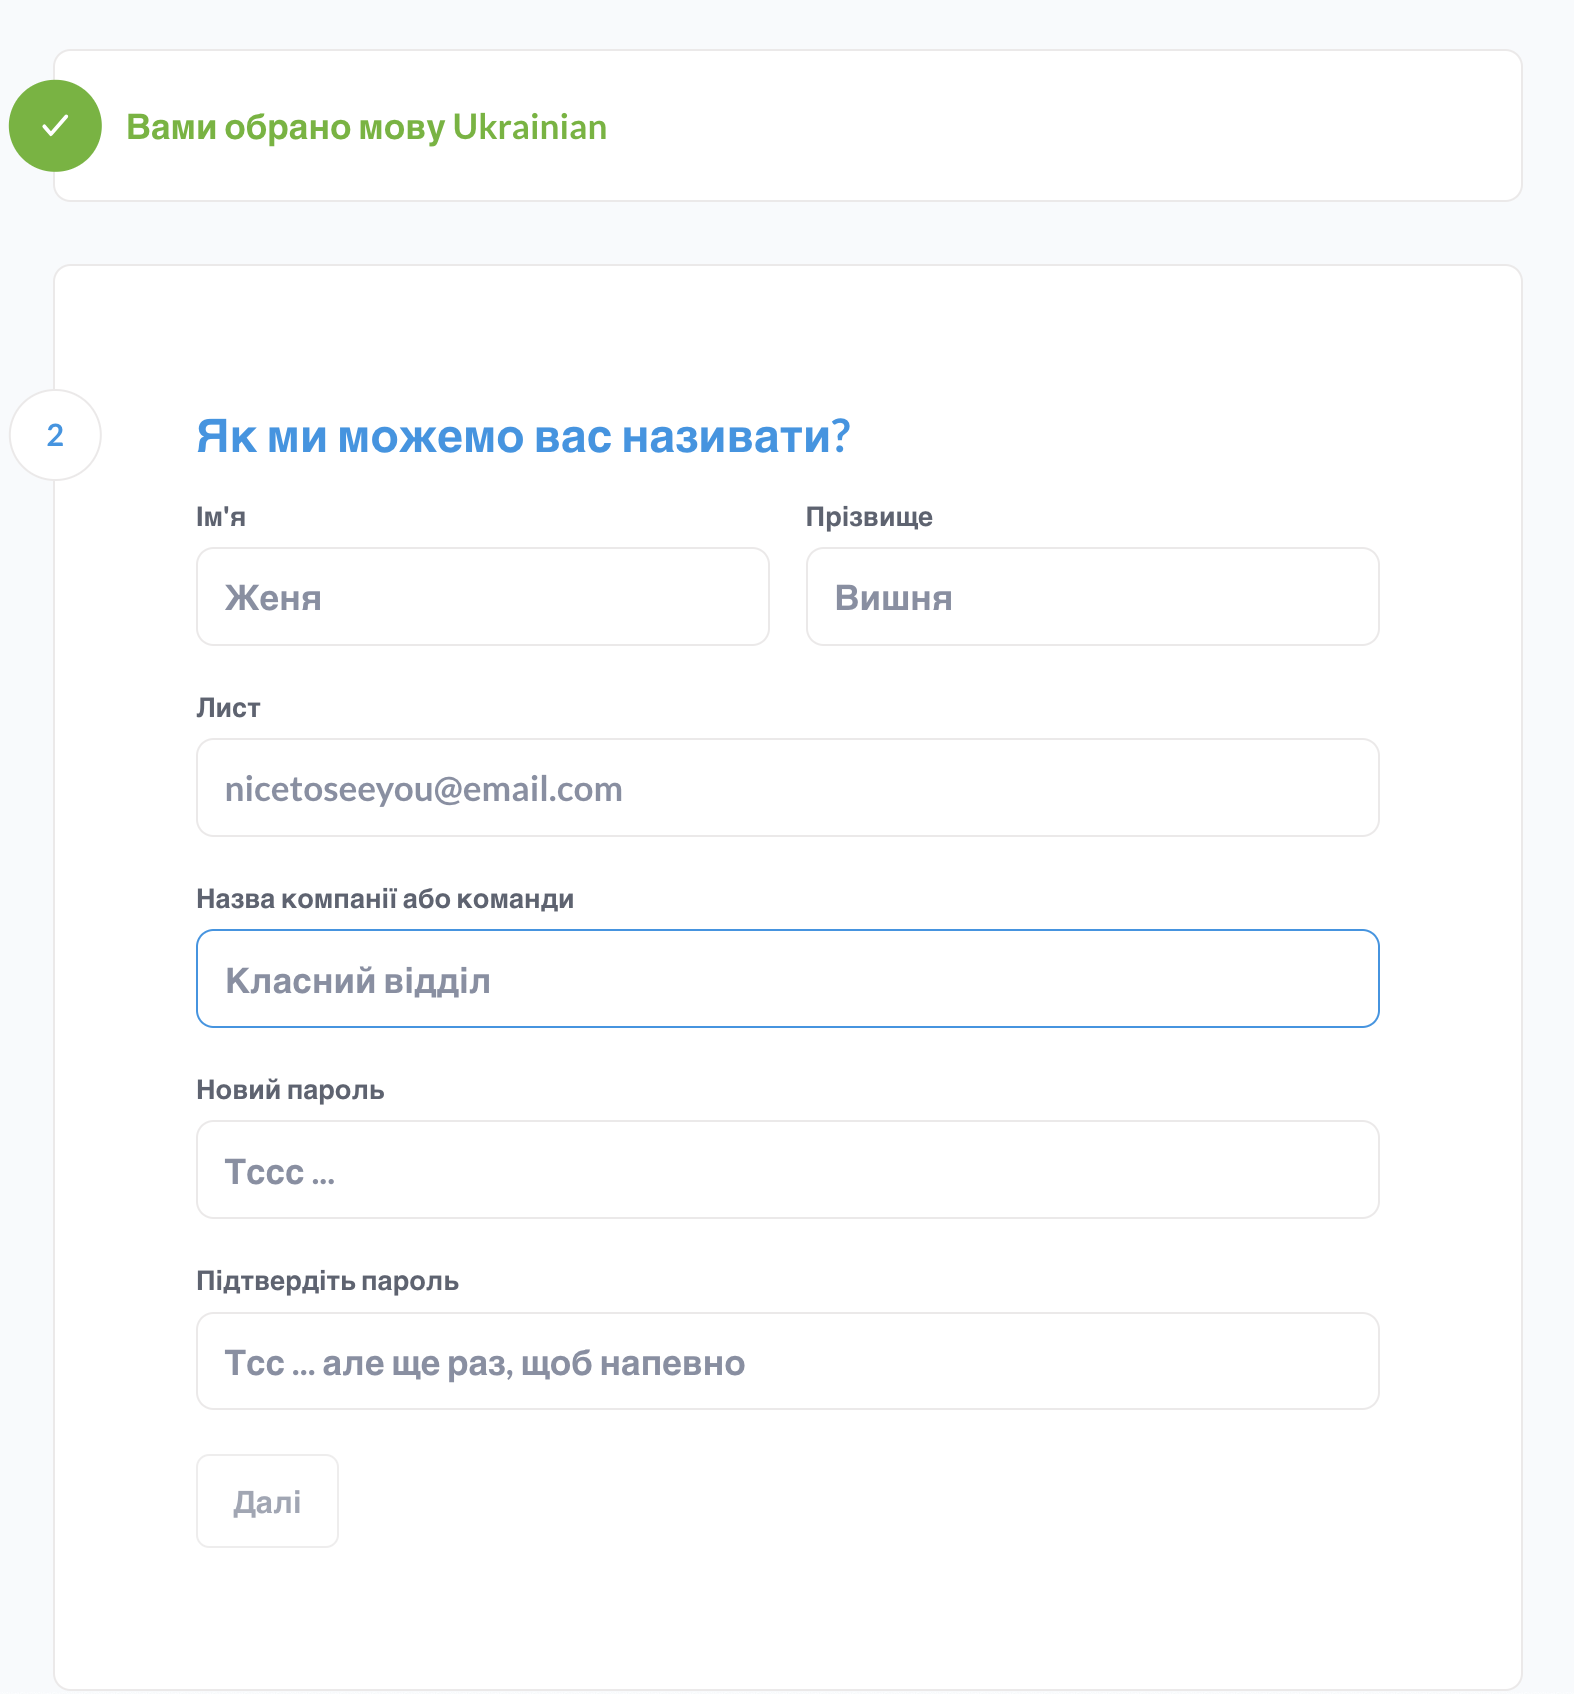 Вами обрано мову Ukrainian
2
Як ми можемо вас називати?
Ім'я
Прізвище
Женя
Вишня
Лист
nicetoseeyou@email.com
Назва компанії або команди
Класний відділ
Новий пароль
Тссс ...
Підтвердіть пароль
Тсс ... але ще раз, щоб напевно
Далі